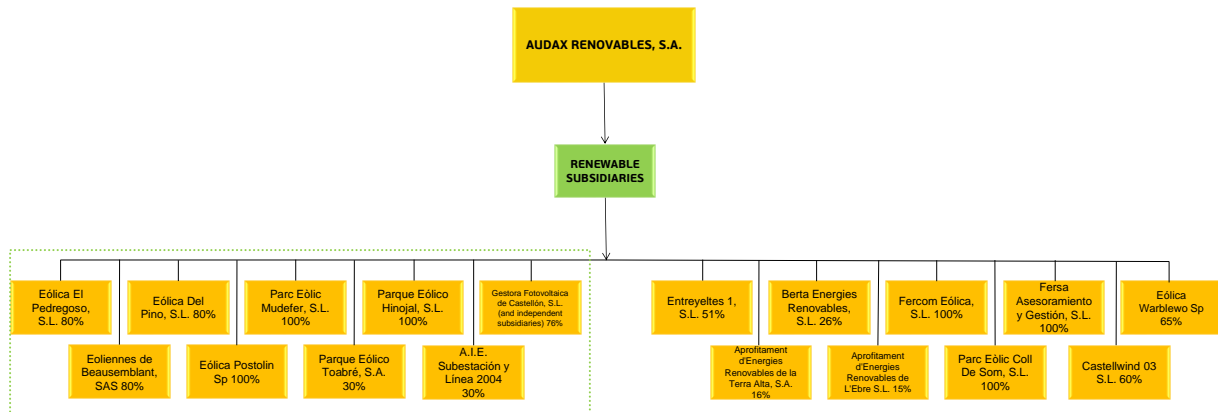 AUDAX RENOVABLES, S.A.
RENEWABLE
SUBSIDIARIES
Eólica El
Pedregoso,
S.L. 80%
Eólica Del
Pino, S.L. 80%
Parc Eòlic
Mudefer, S.L.
100%
Parque Eólico
Hinojal, S.L.
100%
Gestora Fotovoltaica
de Castellón, S.L.
(and independent
subsidiaries) 76%
Entreyeltes 1,
S.L. 51%
Berta Energies
Renovables,
S.L. 26%
Fercom Eólica,
S.L. 100%
Fersa
Asesoramiento
y Gestión, S.L.
100%
Eólica
Warblewo Sp
65%
Eoliennes de
Beausemblant,
SAS 80%
Eólica Postolin
Sp 100%
Parque Eólico
Toabré, S.A.
30%
A.I.E.
Subestación y
Línea 2004
30%
Aprofitament
d'Energies
Renovables de
la Terra Alta, S.A.
16%
Aprofitament
d'Energies
Renovables de
L'Ebre S.L. 15%
Parc Eòlic Coll
De Som, S.L.
100%
Castellwind 03
S.L. 60%